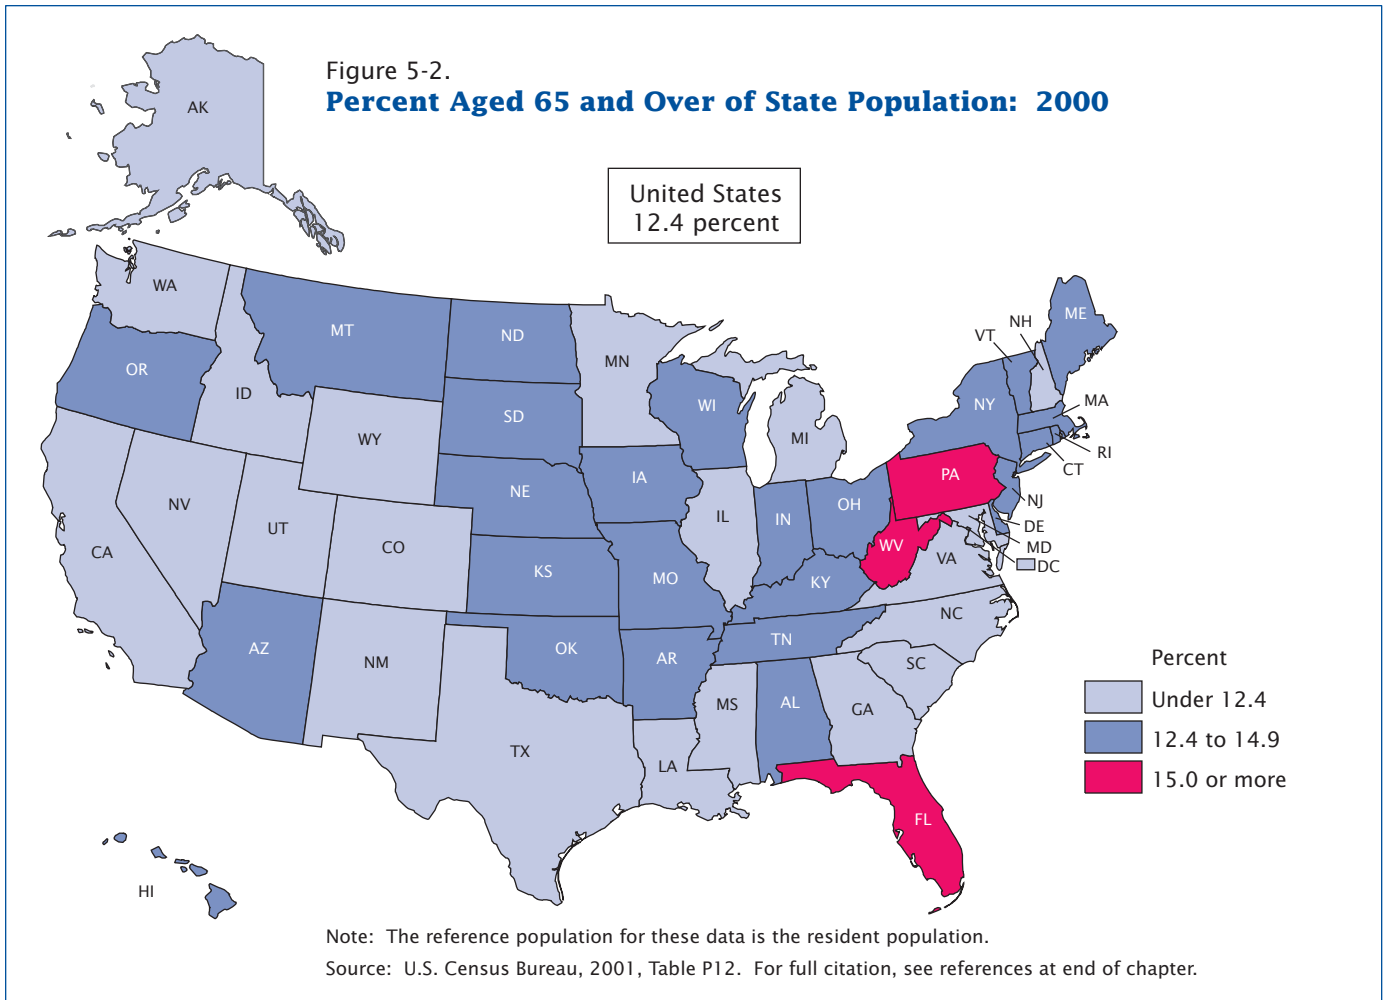 Figure 5-2.
Percent Aged 65 and Over of State Population: 2000
United States
12.4 percent
AK
WA
OR
MT
ID
ND
MN
SD
WY
WI
MI
NE
IA
NV
UT
CO
CA
KS
MO
IL
IN
OH
KY
WV
PA
NY
VT
NH
ME
MA
RI
CT
NJ
DE
MD
DC
VA
NC
TN
SC
AZ
NM
OK
AR
MS
AL
GA
TX
LA
FL
HI
Percent
Under 12.4
12.4 to 14.9
15.0 or more
Note: The reference population for these data is the resident population.
Source: U.S. Census Bureau, 2001, Table P12. For full citation, see references at end of chapter.